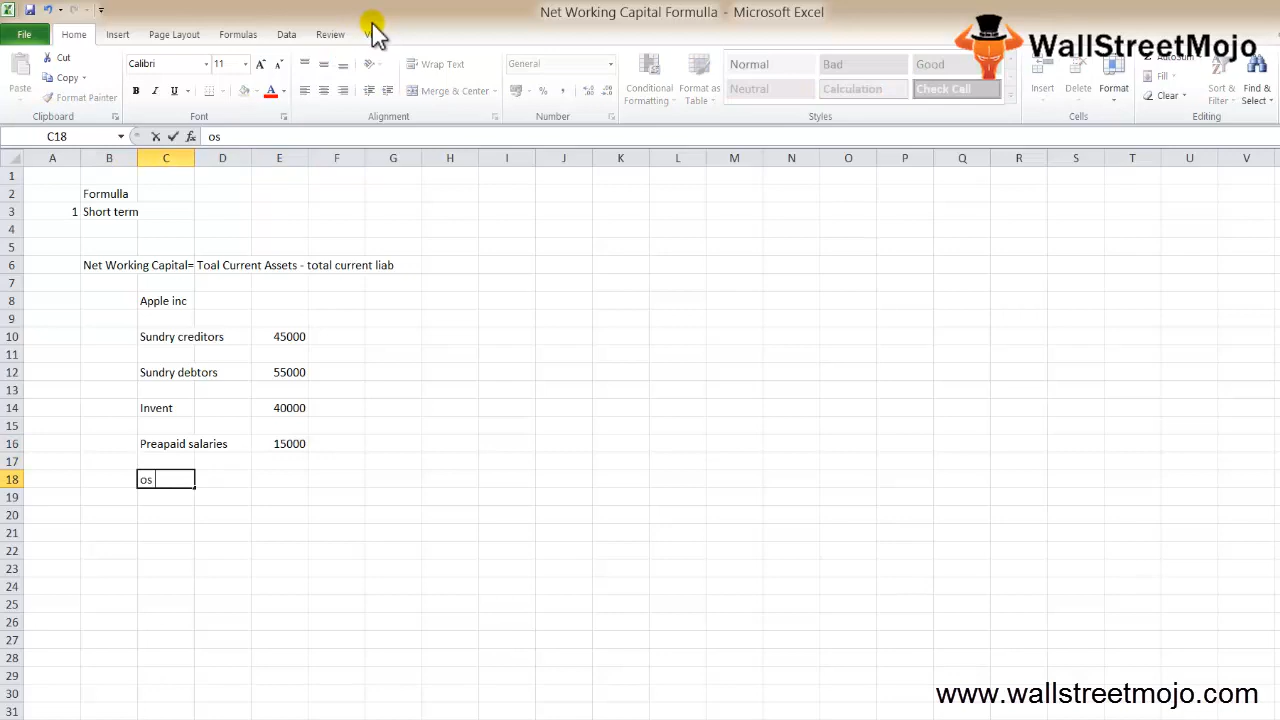 Net Working Capital Formulla - Microsoft Excel
File Home Insert Page Layout Formulas Data Review
WallStreetMojo
Paste
Cut
Copy
Format Painter
Clipboard
Calibri 11
B I U
Font
Wrap Text
Merge & Center
Alignment
General
Number
Conditional Formatting
Format as Table
Normal Bad Good
Neutral Calculation Check Cell
Styles
Insert Delete Format
Cells
Autosum
Fill
Clear
Sort & Filter
Find & Select
Editing
C18 fx os
A B C D E F G H I J K L M N O P Q R S T U V
1
2 Formulla
3 1 Short term
4
5
6 Net Working Capital= Toal Current Assets - total current liab
7
8 Apple inc
9
10 Sundry creditors 45000
11
12 Sundry debtors 55000
13
14 Invent 40000
15
16 Preapaid salaries 15000
17
18 os
19
20
21
22
23
24
25
26
27
28
29
30
31
www.wallstreetmojo.com